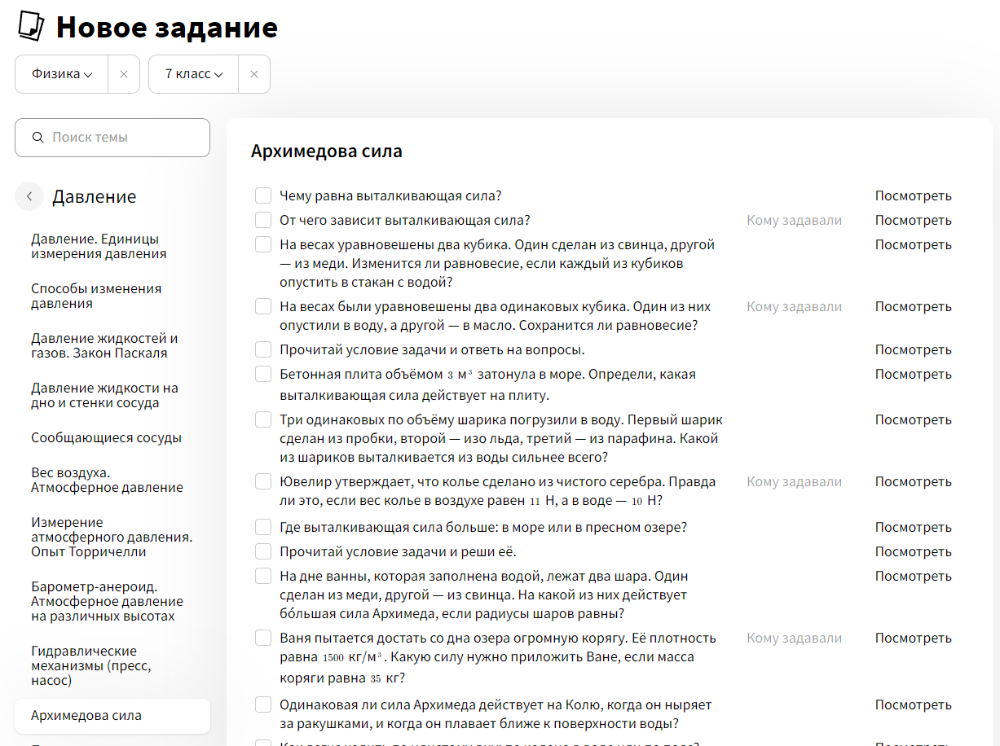 Новое задание
Физика
7 класс
Поиск темы
Давление
Давление. Единицы
измерения давления
Способы изменения
давления
Давление жидкостей и
газов. Закон Паскаля
Давление жидкости на
дно и стенки сосуда
Сообщающиеся сосуды
Вес воздуха.
Атмосферное давление
Измерение
атмосферного давления.
Опыт Торричелли
Барометр-анероид.
Атмосферное давление
на различных высотах
Гидравлические
механизмы (пресс,
насос)
Архимедова сила
Архимедова сила
Чему равна выталкивающая сила? Посмотреть
От чего зависит выталкивающая сила? Кому задавали Посмотреть
На весах уравновешены два кубика. Один сделан из свинца, другой Посмотреть
— из меди. Изменится ли равновесие, если каждый из кубиков
опустить в стакан с водой?
На весах были уравновешены два одинаковых кубика. Один из них Кому задавали Посмотреть
опустили в воду, а другой — в масло. Сохранится ли равновесие?
Прочитай условие задачи и ответь на вопросы. Посмотреть
Бетонная плита объёмом 3 м³ затонула в море. Определи, какая Посмотреть
выталкивающая сила действует на плиту.
Три одинаковых по объёму шарика погрузили в воду. Первый шарик Посмотреть
сделан из пробки, второй — изо льда, третий — из парафина. Какой
из шариков выталкивается из воды сильнее всего?
Ювелир утверждает, что колье сделано из чистого серебра. Правда Кому задавали Посмотреть
ли это, если вес колье в воздухе равен 11 Н, а в воде — 10 Н?
Где выталкивающая сила больше: в море или в пресном озере? Посмотреть
Прочитай условие задачи и реши её. Посмотреть
На дне ванны, которая заполнена водой, лежат два шара. Один Посмотреть
сделан из меди, другой — из свинца. На какой из них действует
бо́льшая сила Архимеда, если радиусы шаров равны?
Ваня пытается достать со дна озера огромную корягу. Её плотность Кому задавали Посмотреть
равна 1500 кг/м³. Какую силу нужно приложить Ване, если масса
коряги равна 35 кг?
Одинаковая ли сила Архимеда действует на Колю, когда он ныряет Посмотреть
за ракушками, и когда он плавает ближе к поверхности воды?